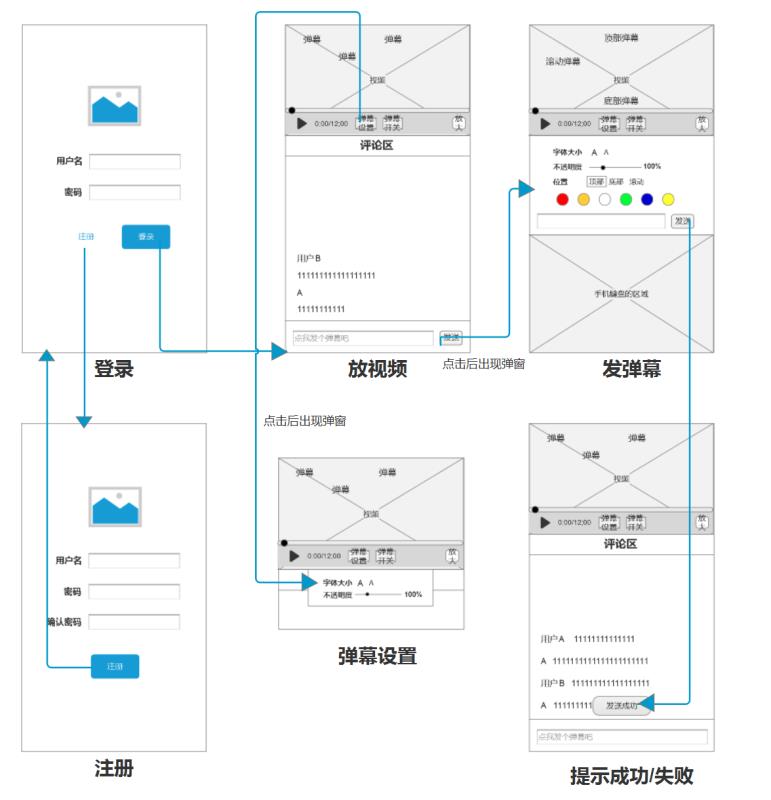 用户名
密码
注册
登录
登录
弹幕
弹幕
弹幕
视频
0:00/12;00
弹幕设置
弹幕开关
放大
评论区
用户B
111111111111111111
A
11111111111
点我发个弹幕吧
发送
放视频
点击后出现弹窗
顶部弹幕
滚动弹幕
视频
底部弹幕
0:00/12;00
弹幕设置
弹幕开关
放大
字体大小 A A
不透明度 100%
位置 顶部 底部 滚动
发送
手机键盘的区域
发弹幕
用户名
密码
确认密码
注册
注册
点击后出现弹窗
弹幕
弹幕
弹幕
视频
0:00/12;00
弹幕设置
弹幕开关
放大
字体大小 A A
不透明度 100%
弹幕设置
弹幕
弹幕
弹幕
视频
0:00/12;00
弹幕设置
弹幕开关
放大
评论区
用户A 11111111111111
A 1111111111111111111111
用户B 111111111111111111
A 111111111
发送成功
点我发个弹幕吧
提示成功/失败